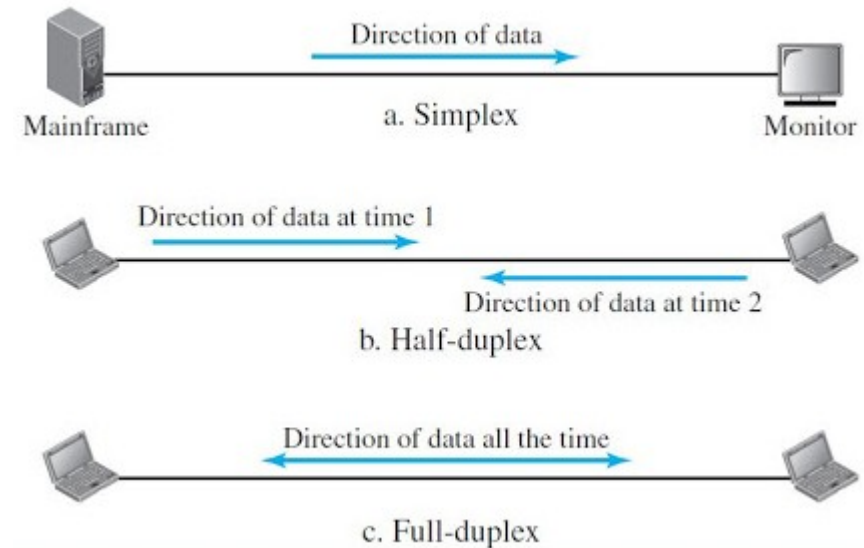 Direction of data
Mainframe
a. Simplex
Monitor
Direction of data at time 1
Direction of data at time 2
b. Half-duplex
Direction of data all the time
c. Full-duplex